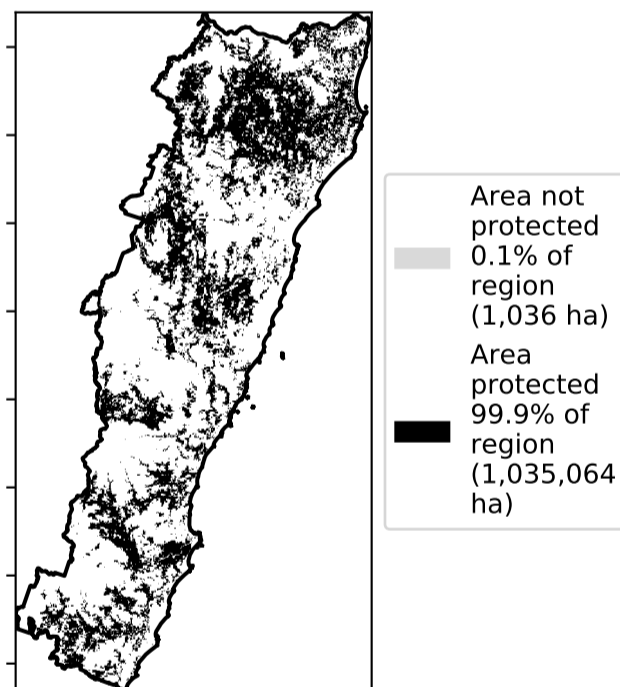 Area not
protected
0.1% of
region
(1,036 ha)
Area
protected
99.9% of
region
(1,035,064
ha)